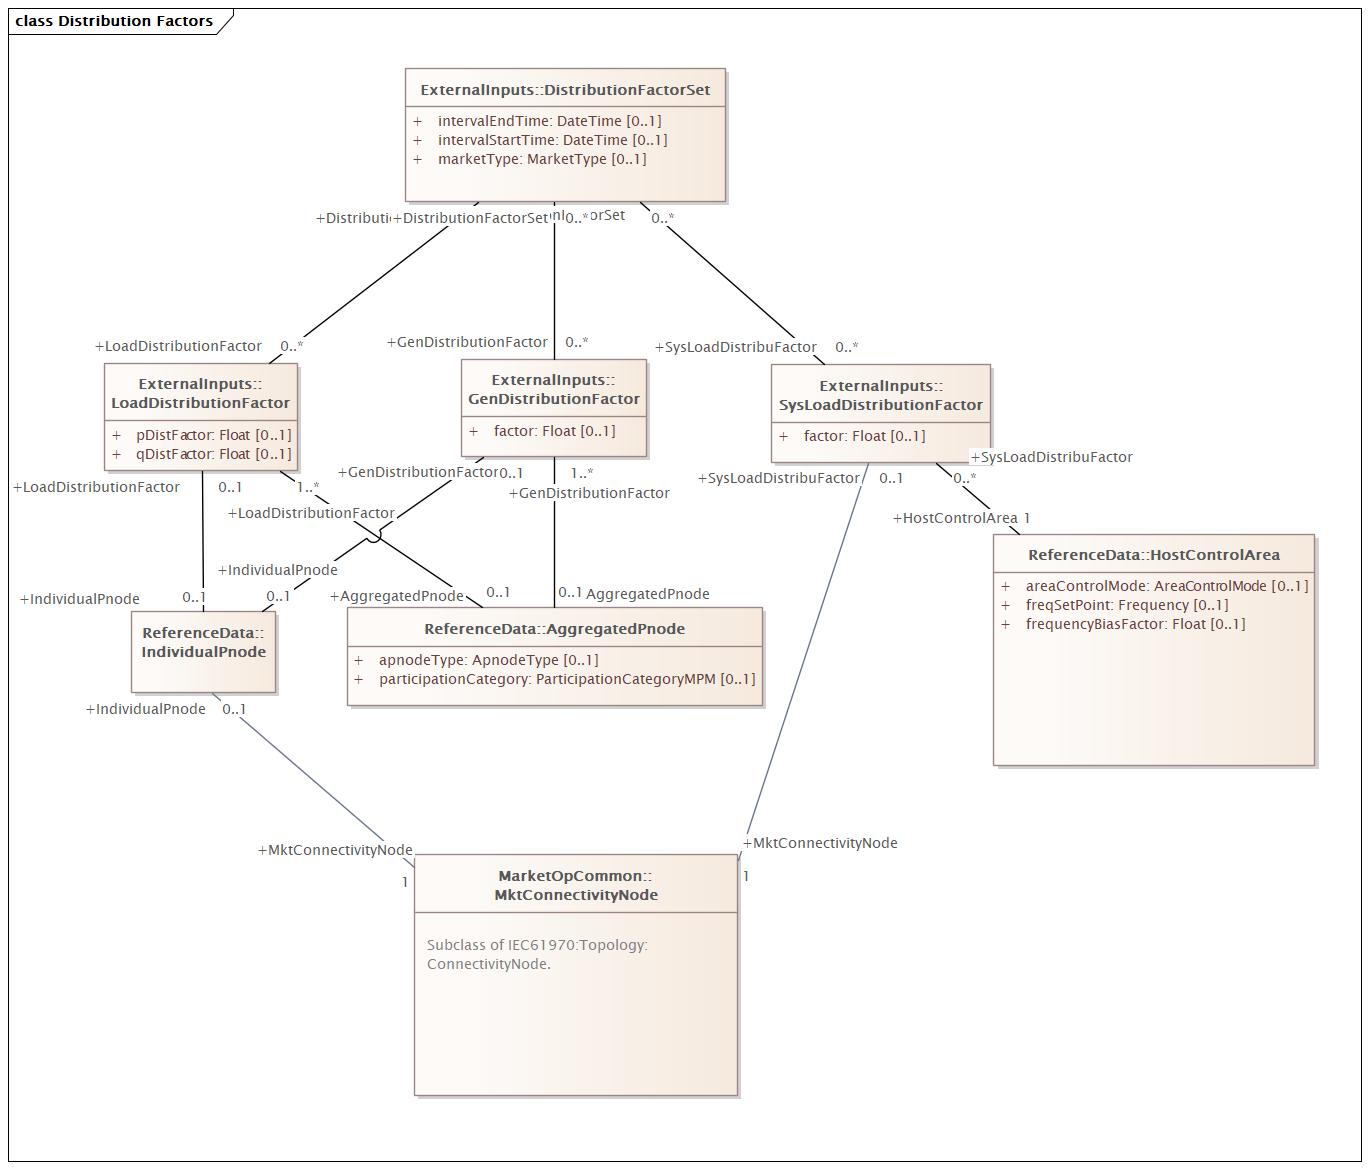 class Distribution Factors
ExternalInputs::DistributionFactorSet
+ intervalEndTime: DateTime [0..1]
+ intervalStartTime: DateTime [0..1]
+ marketType: MarketType [0..1]
+DistributionFactorSet 0..* orSet 0..*
+LoadDistributionFactor 0..*
+GenDistributionFactor 0..*
+SysLoadDistribuFactor 0..*
ExternalInputs::
LoadDistributionFactor
+ pDistFactor: Float [0..1]
+ qDistFactor: Float [0..1]
ExternalInputs::
GenDistributionFactor
+ factor: Float [0..1]
ExternalInputs::
SysLoadDistributionFactor
+ factor: Float [0..1]
+SysLoadDistribuFactor
+LoadDistributionFactor 0..1 1..*
+LoadDistributionFactor
+GenDistributionFactor 0..1 1..*
+GenDistributionFactor
+SysLoadDistribuFactor 0..1 0..*
+HostControlArea 1
+IndividualPnode
+IndividualPnode 0..1 0..1
+AggregatedPnode 0..1
0..1 AggregatedPnode
ReferenceData::HostControlArea
+ areaControlMode: AreaControlMode [0..1]
+ freqSetPoint: Frequency [0..1]
+ frequencyBiasFactor: Float [0..1]
ReferenceData::
IndividualPnode
ReferenceData::AggregatedPnode
+ apnodeType: ApnodeType [0..1]
+ participationCategory: ParticipationCategoryMPM [0..1]
+IndividualPnode 0..1
+MktConnectivityNode
1
+MktConnectivityNode
1
MarketOpCommon::
MktConnectivityNode
Subclass of IEC61970:Topology:
ConnectivityNode.